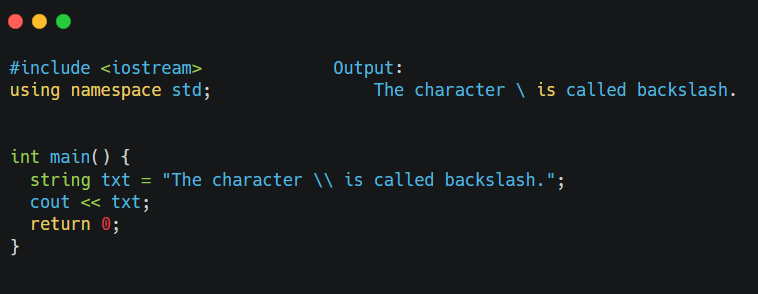 #include <iostream>
using namespace std;
int main() {
string txt = "The character \\ is called backslash.";
cout << txt;
return 0;
}
Output:
The character \ is called backslash.